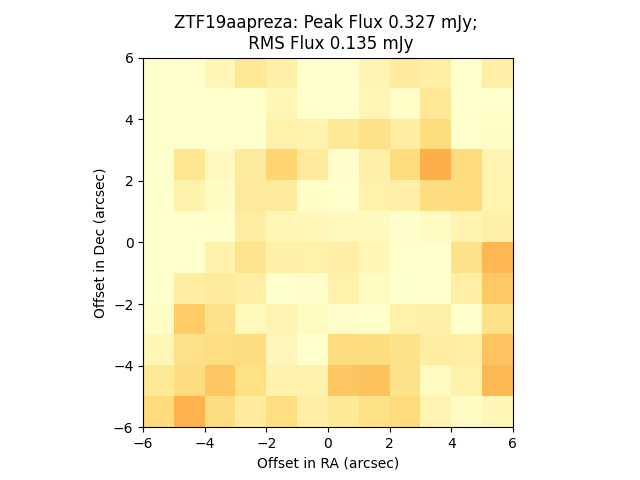 ZTF19aapreza: Peak Flux 0.327 mJy;
RMS Flux 0.135 mJy
6
4
2
0
−2
−4
−6
Offset in Dec (arcsec)
−6 −4 −2 0 2 4 6
Offset in RA (arcsec)